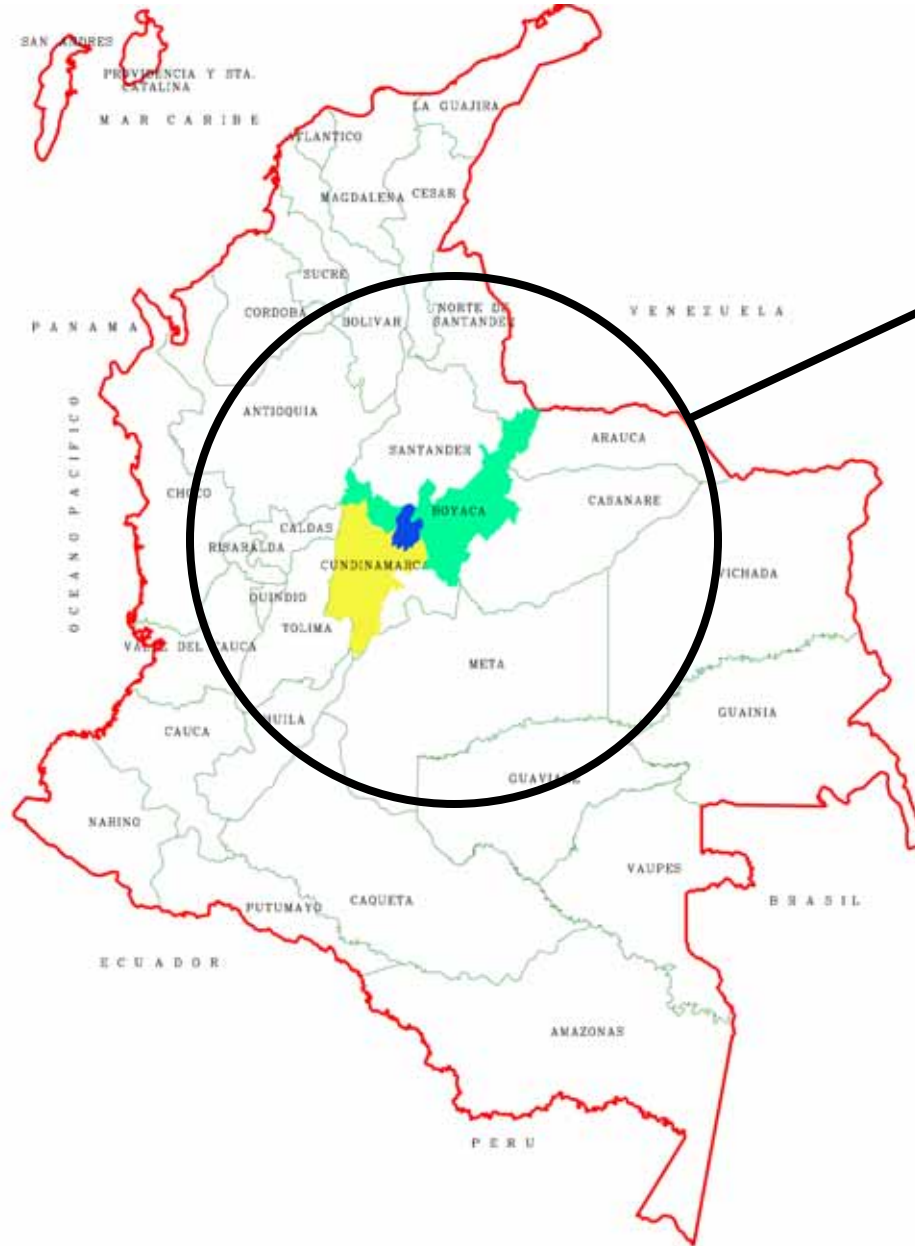 SAN ANDRES
PROVIDENCIA Y STA.
CATALINA
MAR CARIBE
LA GUAJIRA
ATLANTICO
MAGDALENA
CESAR
SUCRE
CORDOBA
BOLIVAR
NORTE DE
SANTANDER
VENEZUELA
PANAMA
OCEANO PACIFICO
ANTIOQUIA
SANTANDER
ARAUCA
CHOCO
BOYACA
CASANARE
CALDAS
RISARALDA
CUNDINAMARCA
VICHADA
QUINDIO
TOLIMA
VALLE DEL CAUCA
META
HUILA
GUAINIA
CAUCA
GUAVIARE
NARINO
VAUPES
CAQUETA
PUTUMAYO
BRASIL
ECUADOR
AMAZONAS
PERU